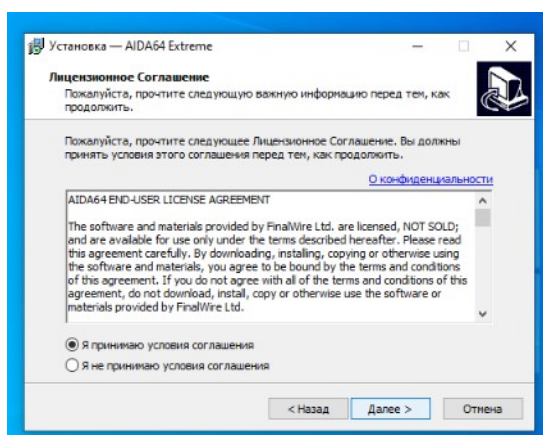 Установка — AIDA64 Extreme
Лицензионное Соглашение
Пожалуйста, прочтите следующую важную информацию перед тем, как
продолжить.
Пожалуйста, прочтите следующее Лицензионное Соглашение. Вы должны
принять условия этого соглашения перед тем, как продолжить.
О конфиденциальности
AIDA64 END-USER LICENSE AGREEMENT
The software and materials provided by FinalWire Ltd. are licensed, NOT SOLD;
and are available for use only under the terms described hereafter. Please read
this agreement carefully. By downloading, installing, copying or otherwise using
the software and materials, you agree to be bound by the terms and conditions
of this agreement. If you do not agree with all of the terms and conditions of this
agreement, do not download, install, copy or otherwise use the software or
materials provided by FinalWire Ltd.
Я принимаю условия соглашения
Я не принимаю условия соглашения
< Назад Далее > Отмена